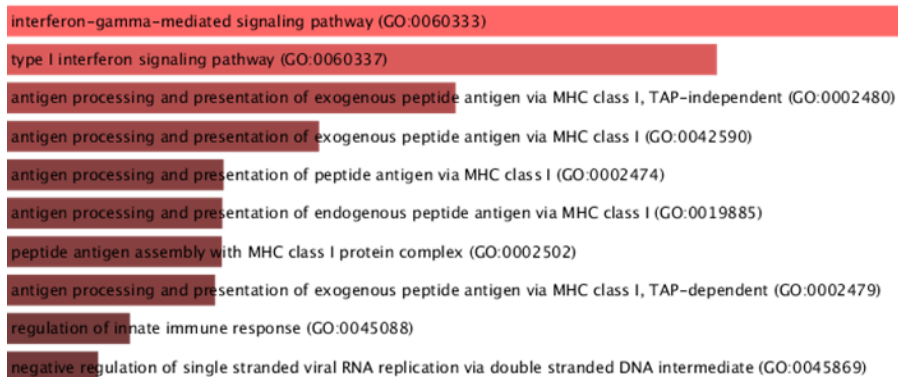 interferon-gamma-mediated signaling pathway (GO:0060333)
type I interferon signaling pathway (GO:0060337)
antigen processing and presentation of exogenous peptide antigen via MHC class I, TAP-independent (GO:0002480)
antigen processing and presentation of exogenous peptide antigen via MHC class I (GO:0042590)
antigen processing and presentation of peptide antigen via MHC class I (GO:0002474)
antigen processing and presentation of endogenous peptide antigen via MHC class I (GO:0019885)
peptide antigen assembly with MHC class I protein complex (GO:0002502)
antigen processing and presentation of exogenous peptide antigen via MHC class I, TAP-dependent (GO:0002479)
regulation of innate immune response (GO:0045088)
negative regulation of single stranded viral RNA replication via double stranded DNA intermediate (GO:0045869)